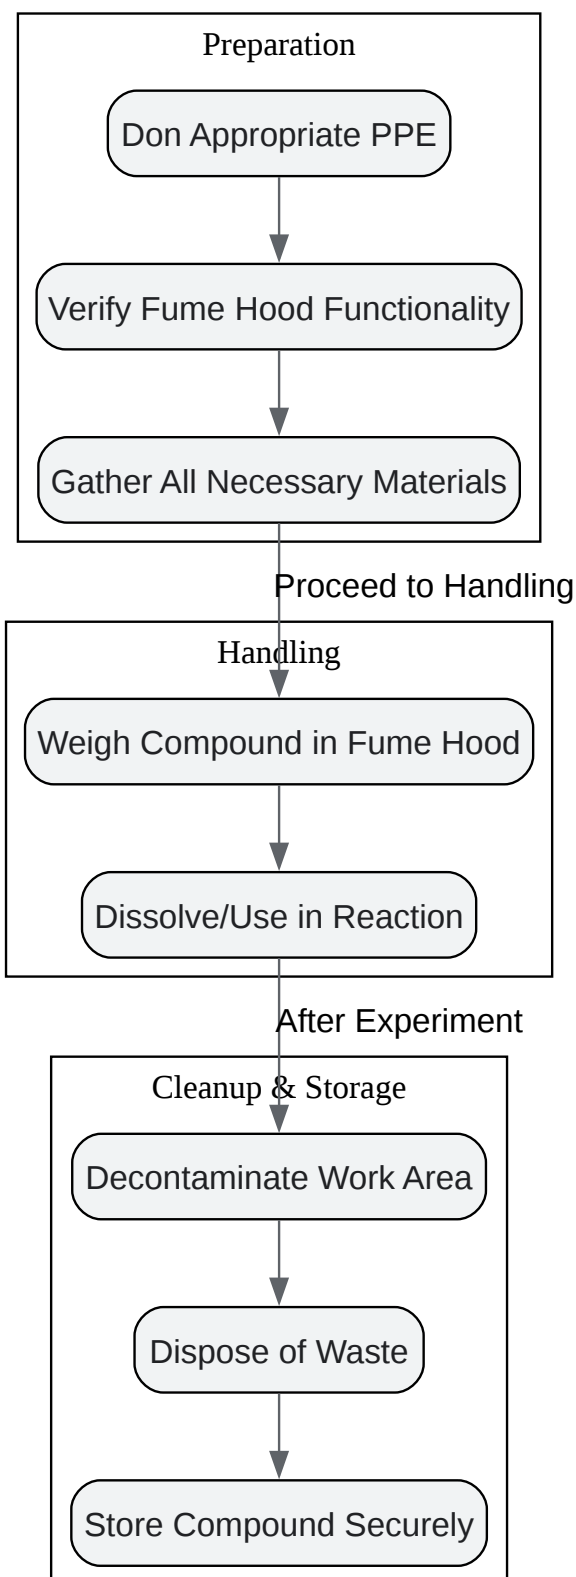 Preparation
Don Appropriate PPE
Verify Fume Hood Functionality
Gather All Necessary Materials
Proceed to Handling
Handling
Weigh Compound in Fume Hood
Dissolve/Use in Reaction
After Experiment
Cleanup & Storage
Decontaminate Work Area
Dispose of Waste
Store Compound Securely